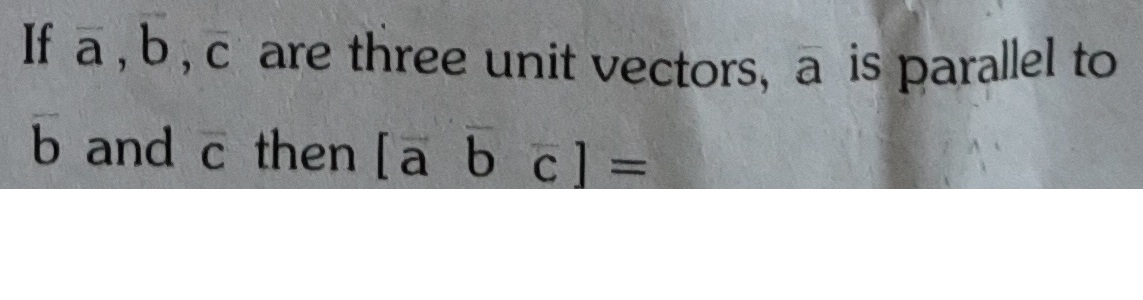 If a̅ , b̅ , c̅ are three unit vectors, a̅ is parallel to
b̅ and c̅ then [ a̅ b̅ c̅ ] =